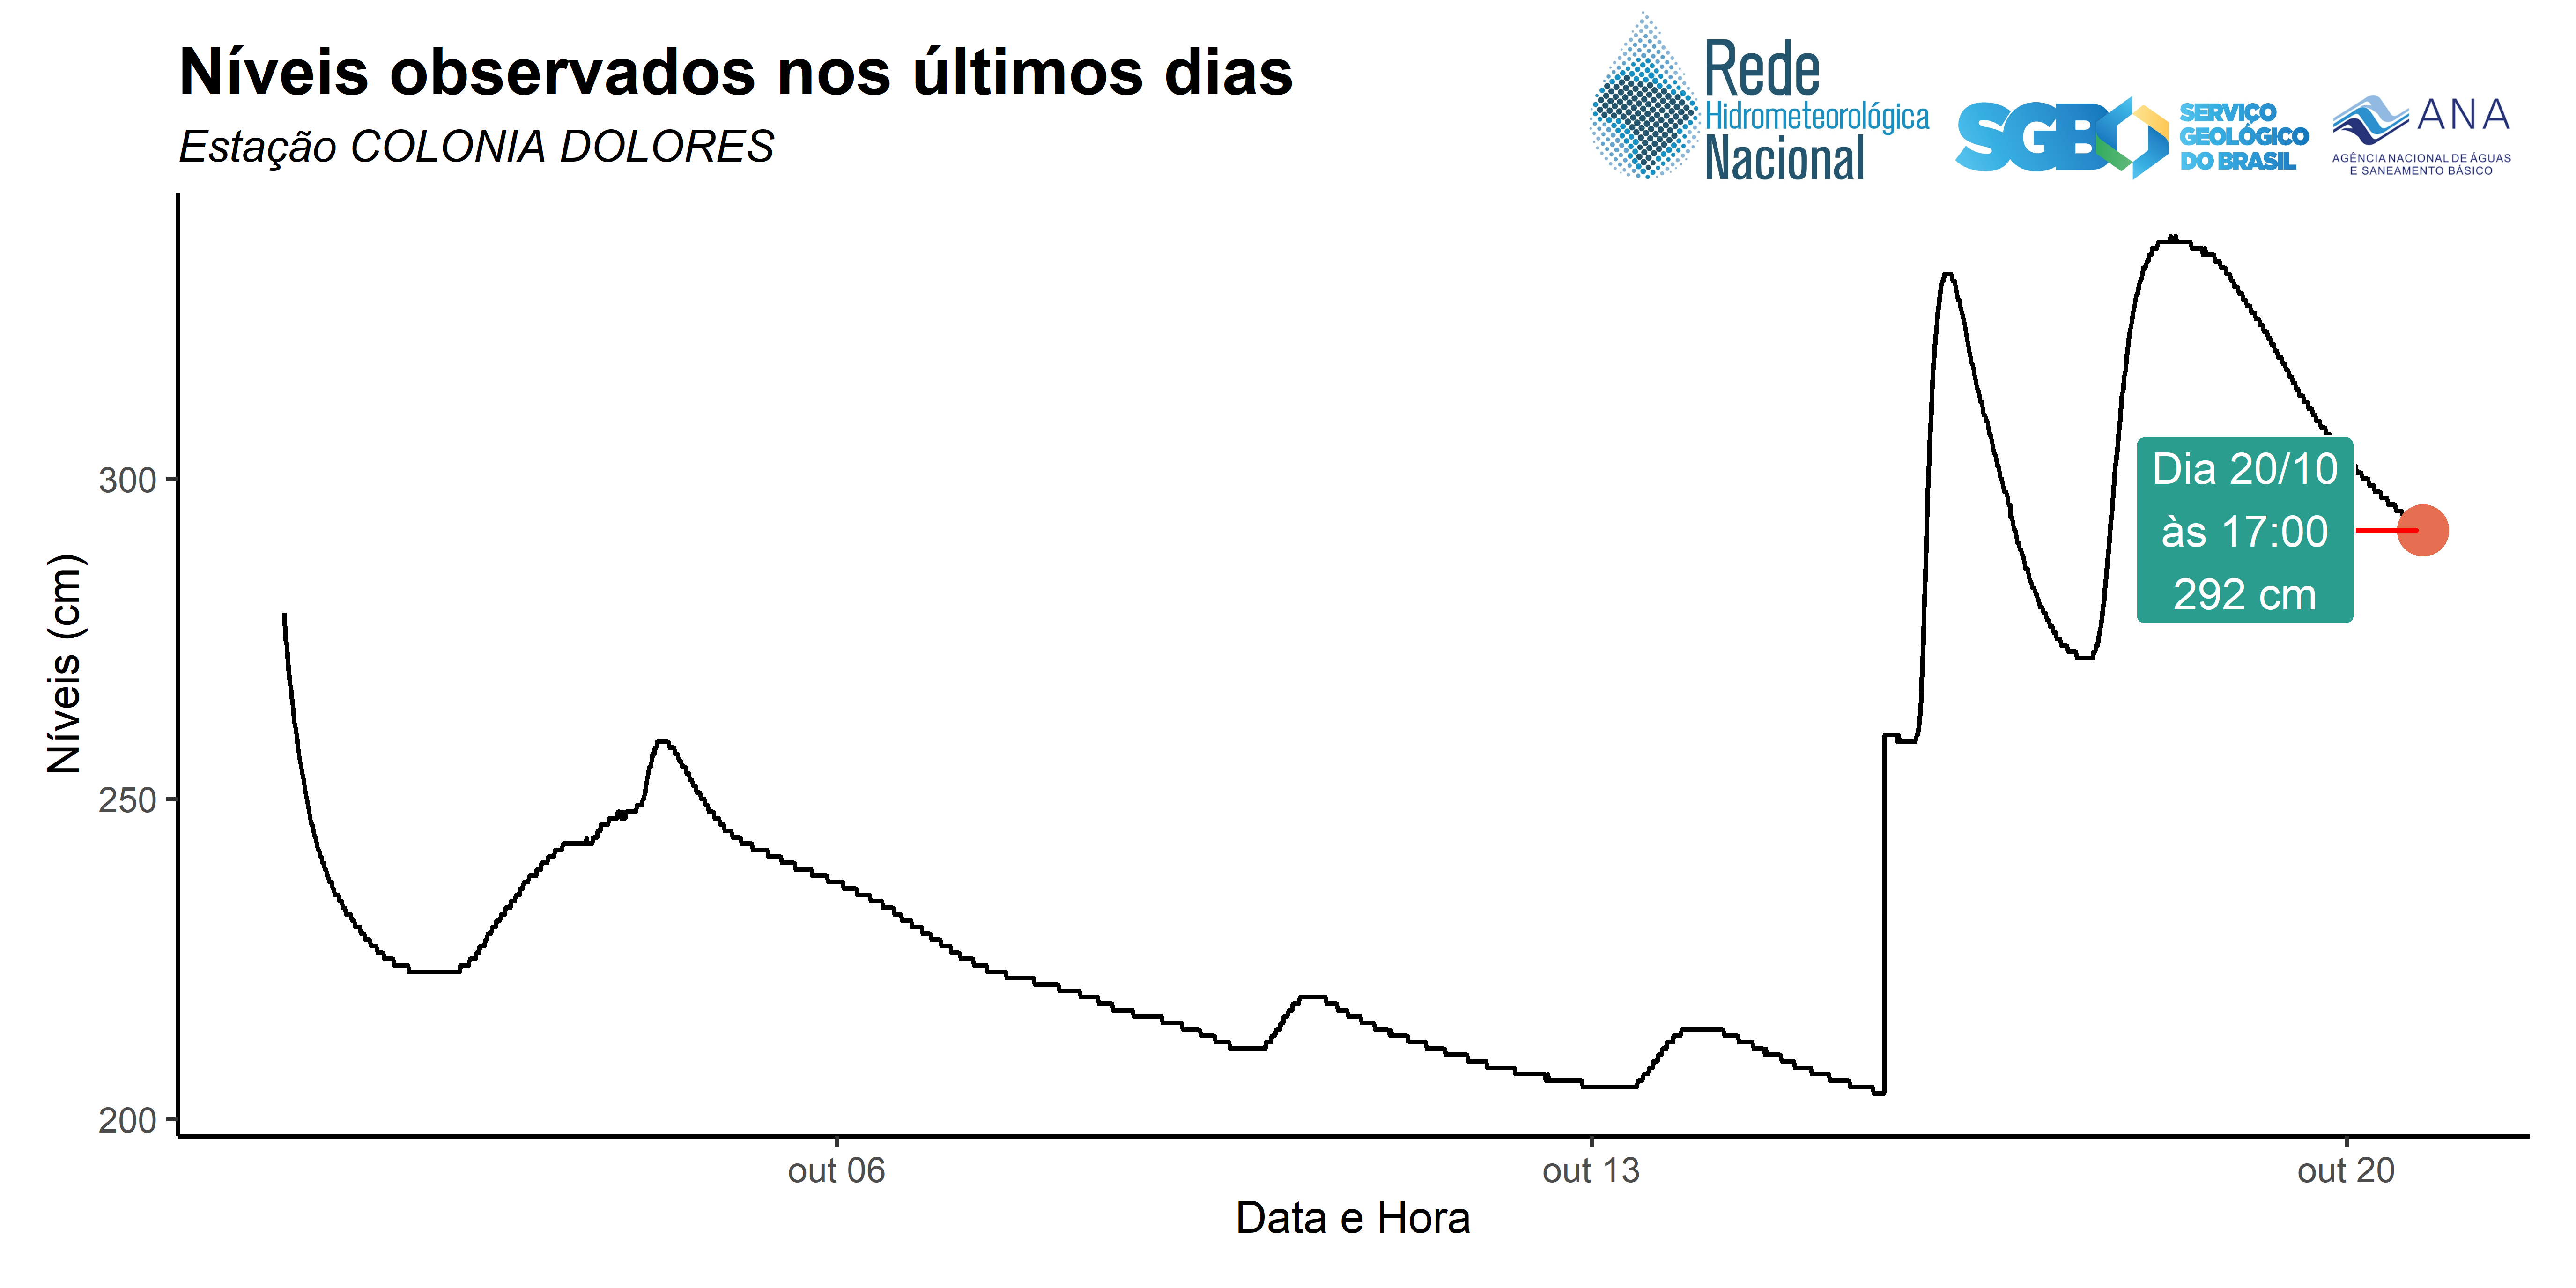 Níveis observados nos últimos dias
Estação COLONIA DOLORES
Rede
Hidrometeorológica
Nacional
SGB
SERVIÇO
GEOLÓGICO
DO BRASIL
ANA
AGÊNCIA NACIONAL DE ÁGUAS
E SANEAMENTO BÁSICO
Níveis (cm)
300
250
200
Dia 20/10
às 17:00
292 cm
out 06
out 13
out 20
Data e Hora